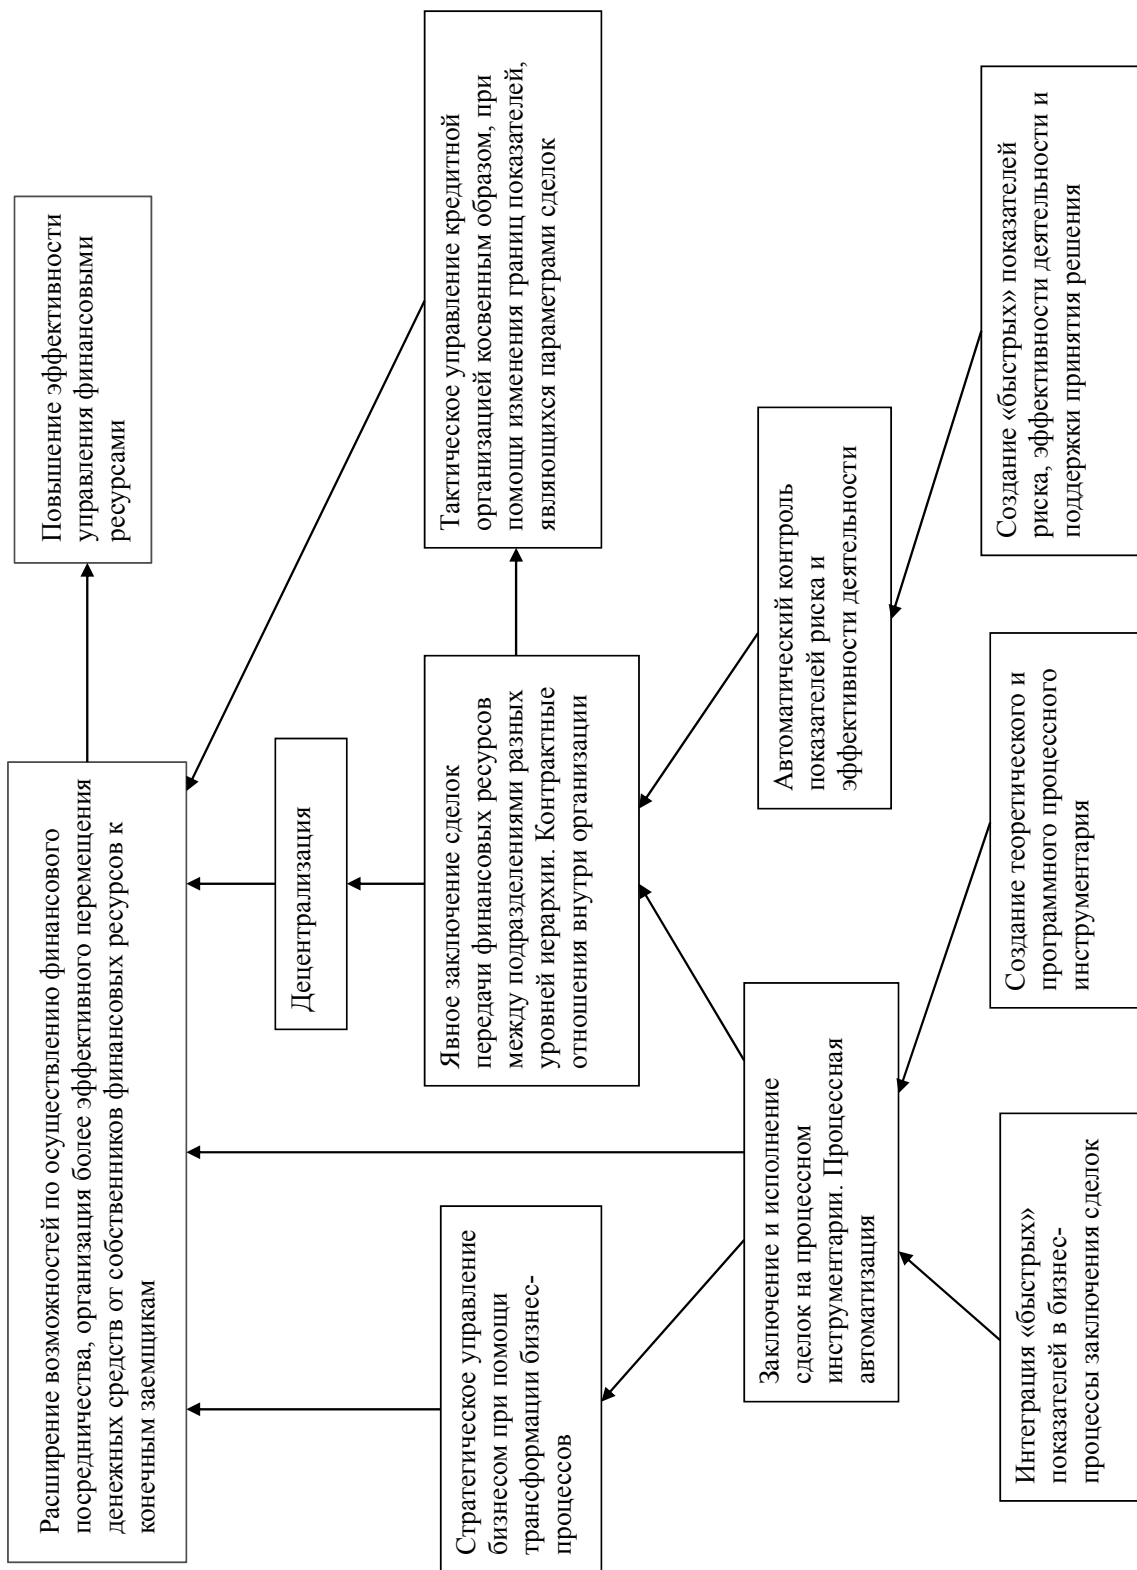 Расширение возможностей по осуществлению финансового
посредничества, организация более эффективного перемещения
денежных средств от собственников финансовых ресурсов к
конечным заемщикам
Повышение эффективности
управления финансовыми
ресурсами
Децентрализация
Стратегическое управление
бизнесом при помощи
трансформации бизнес-
процессов
Явное заключение сделок
передачи финансовых ресурсов
между подразделениями разных
уровней иерархии. Контрактные
отношения внутри организации
Тактическое управление кредитной
организацией косвенным образом, при
помощи изменения границ показателей,
являющихся параметрами сделок
Заключение и исполнение
сделок на процессном
инструментарии. Процессная
автоматизация
Автоматический контроль
показателей риска и
эффективности деятельности
Интеграция «быстрых»
показателей в бизнес-
процессы заключения сделок
Создание теоретического и
программного процессного
инструментария
Создание «быстрых» показателей
риска, эффективности деятельности и
поддержки принятия решения